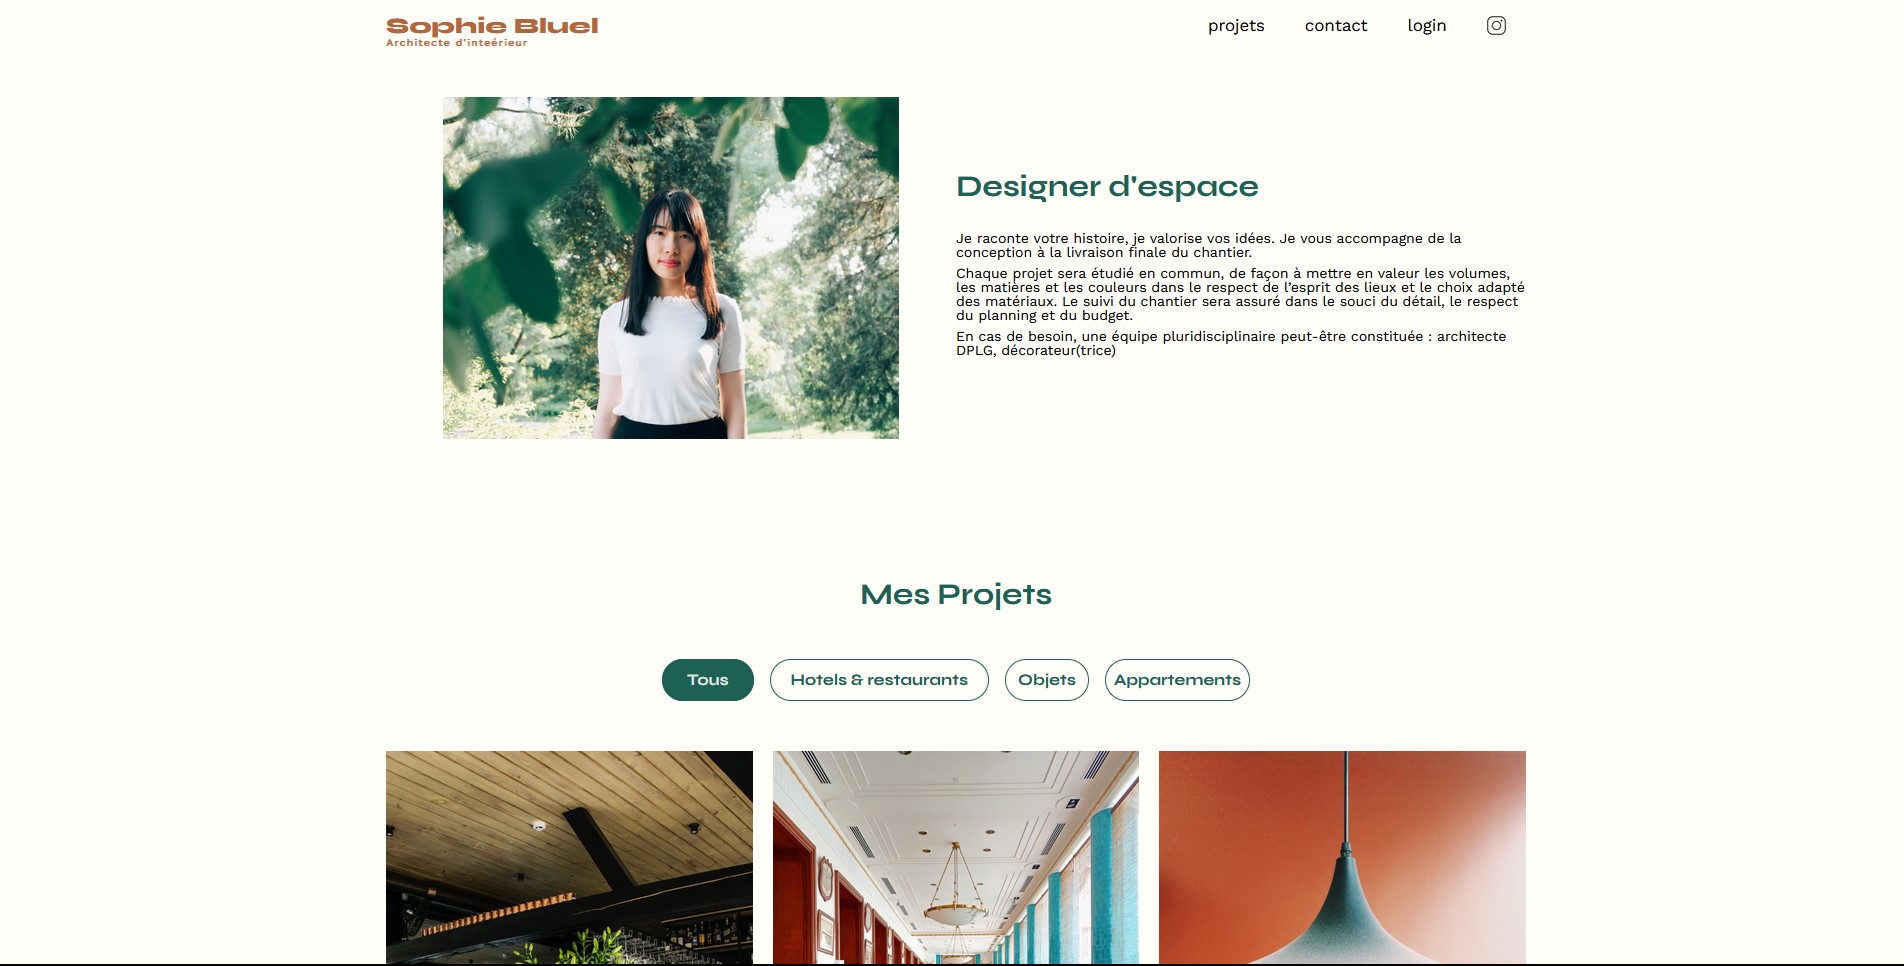 Sophie Bluel
Architecte d'inteérieur
projets
contact
login
Designer d'espace
Je raconte votre histoire, je valorise vos idées. Je vous accompagne de la
conception à la livraison finale du chantier.
Chaque projet sera étudié en commun, de façon à mettre en valeur les volumes,
les matières et les couleurs dans le respect de l’esprit des lieux et le choix adapté
des matériaux. Le suivi du chantier sera assuré dans le souci du détail, le respect
du planning et du budget.
En cas de besoin, une équipe pluridisciplinaire peut-être constituée : architecte
DPLG, décorateur(trice)
Mes Projets
Tous
Hotels & restaurants
Objets
Appartements